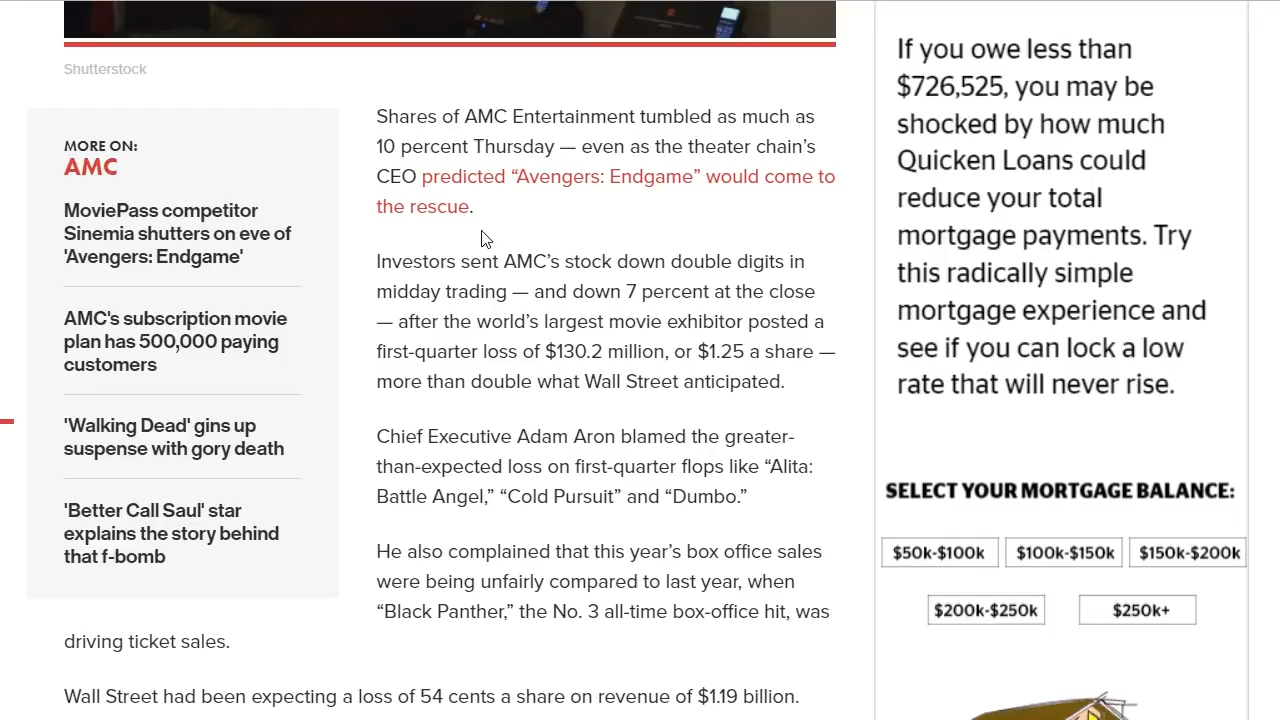 Shutterstock
MORE ON:
AMC
MoviePass competitor
Sinemia shutters on eve of
'Avengers: Endgame'
AMC's subscription movie
plan has 500,000 paying
customers
'Walking Dead' gins up
suspense with gory death
'Better Call Saul' star
explains the story behind
that f-bomb
Shares of AMC Entertainment tumbled as much as
10 percent Thursday — even as the theater chain’s
CEO predicted “Avengers: Endgame” would come to
the rescue.
Investors sent AMC’s stock down double digits in
midday trading — and down 7 percent at the close
— after the world’s largest movie exhibitor posted a
first-quarter loss of $130.2 million, or $1.25 a share —
more than double what Wall Street anticipated.
Chief Executive Adam Aron blamed the greater-
than-expected loss on first-quarter flops like “Alita:
Battle Angel,” “Cold Pursuit” and “Dumbo.”
He also complained that this year’s box office sales
were being unfairly compared to last year, when
“Black Panther,” the No. 3 all-time box-office hit, was
driving ticket sales.
Wall Street had been expecting a loss of 54 cents a share on revenue of $1.19 billion.
If you owe less than
$726,525, you may be
shocked by how much
Quicken Loans could
reduce your total
mortgage payments. Try
this radically simple
mortgage experience and
see if you can lock a low
rate that will never rise.
SELECT YOUR MORTGAGE BALANCE:
$50k-$100k $100k-$150k $150k-$200k
$200k-$250k $250k+